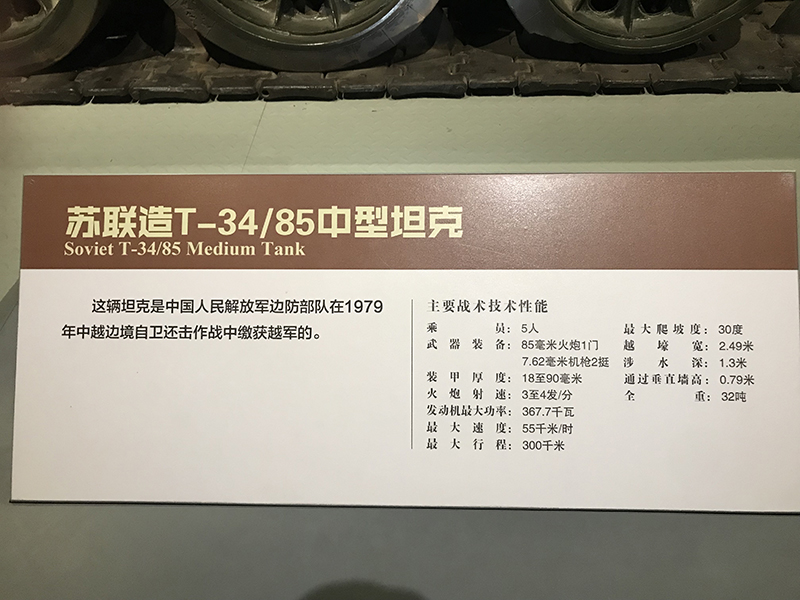 苏联造T-34/85中型坦克
Soviet T-34/85 Medium Tank
这辆坦克是中国人民解放军边防部队在1979
年中越边境自卫还击作战中缴获越军的。
主要战术技术性能
乘员：5人
武器装备：85毫米火炮1门
7.62毫米机枪2挺
装甲厚度：18至90毫米
火炮射速：3至4发/分
发动机最大功率：367.7千瓦
最大速度：55千米/时
最大行程：300千米
最大爬坡度：30度
越壕宽：2.49米
涉水深：1.3米
通过垂直墙高：0.79米
全重：32吨